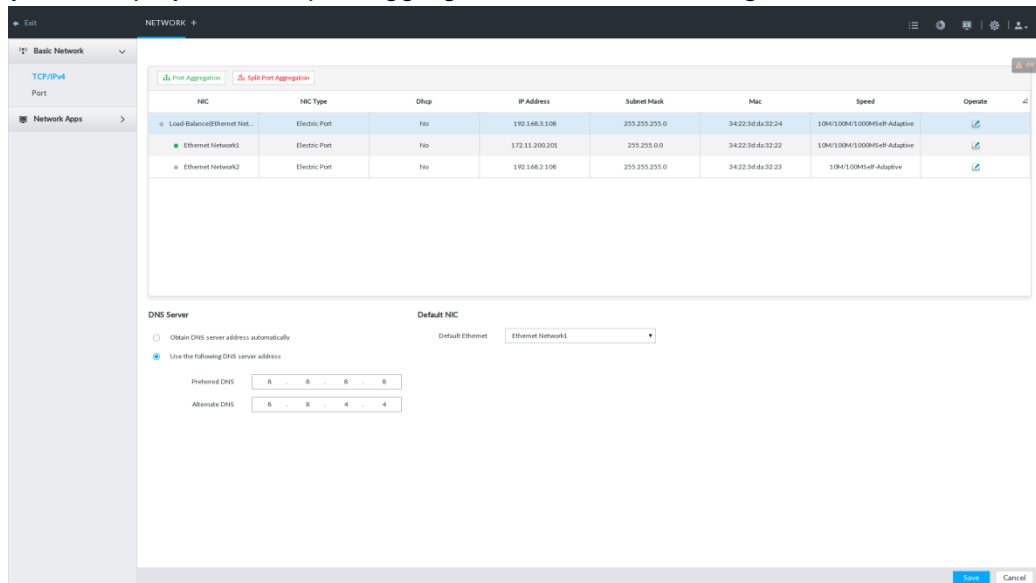 Exit NETWORK +
Basic Network
TCP/IPv4
Port
Network Apps
Port Aggregation Split Port Aggregation
NIC NIC Type Dhcp IP Address Subnet Mask Mac Speed Operate
Load-Balance(Ethernet Net... Electric Port No 192.168.3.108 255.255.255.0 34:22:3d:da:32:24 10M/100M/1000MSelf-Adaptive
Ethernet Network1 Electric Port No 172.11.200.201 255.255.0.0 34:22:3d:da:32:22 10M/100M/1000MSelf-Adaptive
Ethernet Network2 Electric Port No 192.168.2.108 255.255.255.0 34:22:3d:da:32:23 10M/100MSelf-Adaptive
DNS Server Default NIC
Obtain DNS server address automatically Default Ethernet Ethernet Network1
Use the following DNS server address
Preferred DNS 8 . 8 . 8 . 8
Alternate DNS 8 . 8 . 4 . 4
Save Cancel